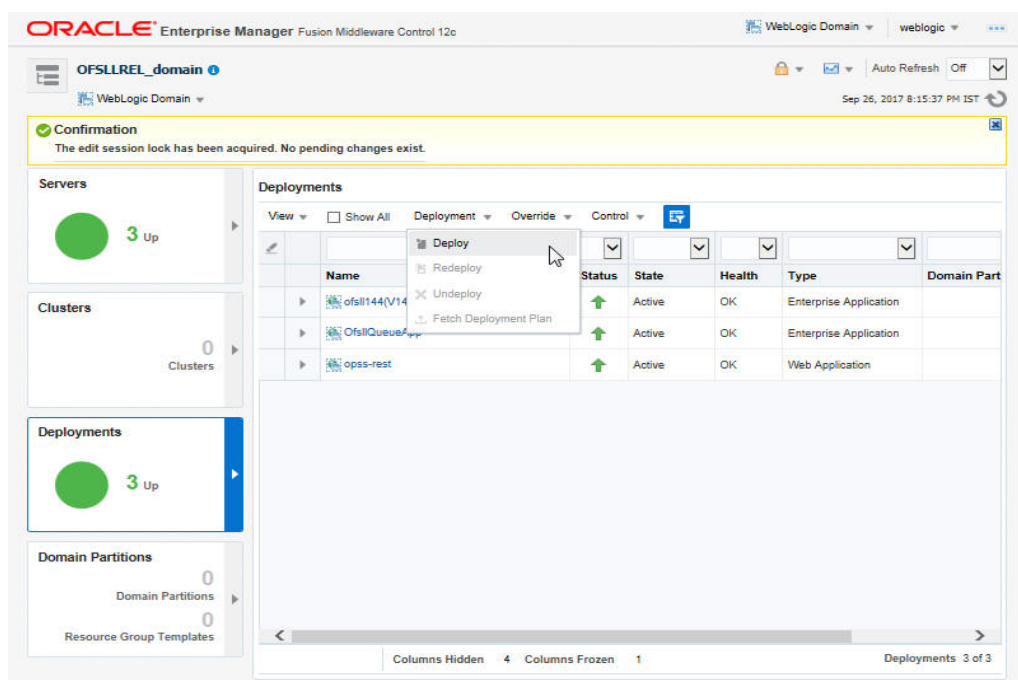 ORACLE Enterprise Manager Fusion Middleware Control 12c
WebLogic Domain weblogic
OFSLLREL_domain
Auto Refresh Off
WebLogic Domain
Sep 26, 2017 8:15:37 PM IST
Confirmation
The edit session lock has been acquired. No pending changes exist.
Servers
3 Up
Clusters
0
Clusters
Deployments
3 Up
Domain Partitions
0
Domain Partitions
0
Resource Group Templates
Deployments
View Show All Deployment Override Control
Deploy
Redeploy
Undeploy
Fetch Deployment Plan
Name Status State Health Type Domain Part
ofsll144(V14 Active OK Enterprise Application
OfsllQueueApp Active OK Enterprise Application
opss-rest Active OK Web Application
Columns Hidden 4 Columns Frozen 1
Deployments 3 of 3